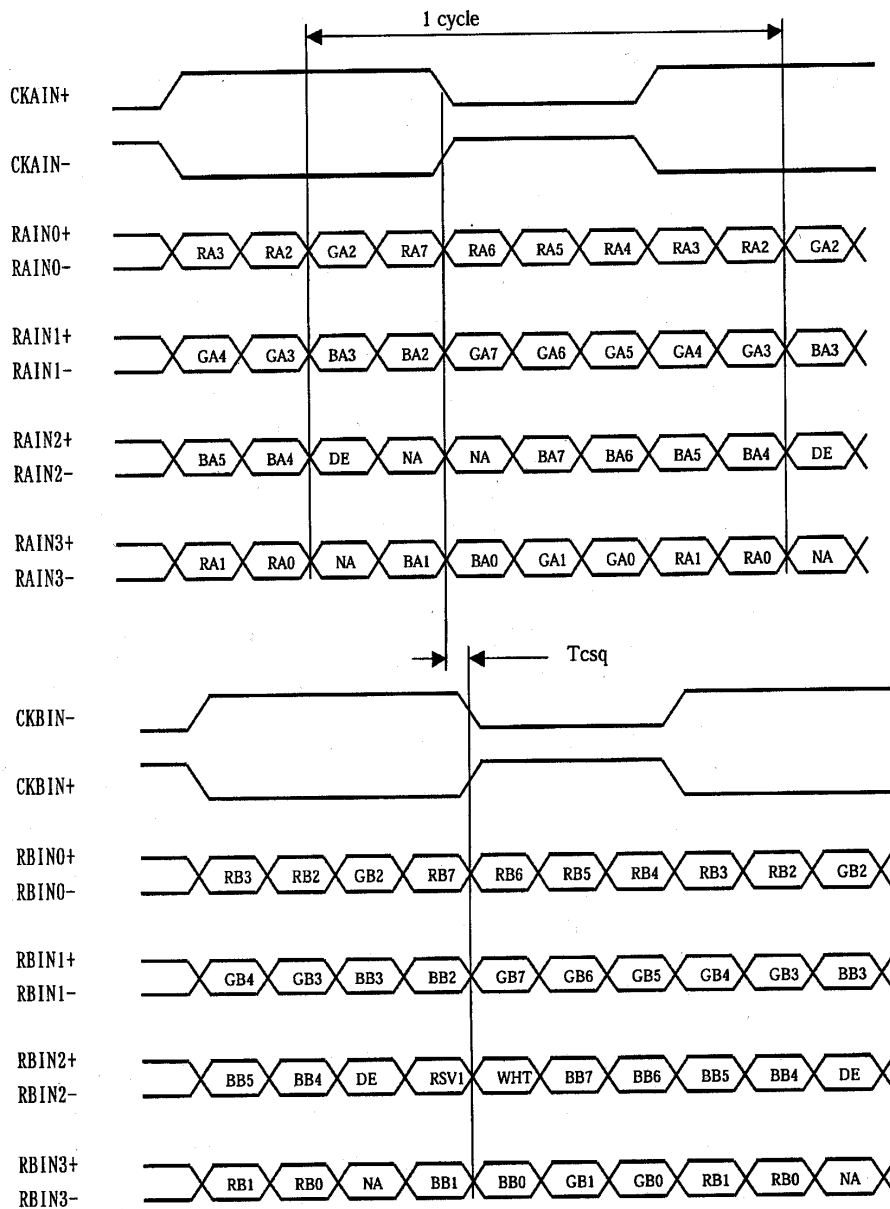 1 cycle
CKAIN+
CKAIN-
RAIN0+
RA3 RA2 GA2 RA7 RA6 RA5 RA4 RA3 RA2 GA2
RAIN0-
RAIN1+
GA4 GA3 BA3 BA2 GA7 GA6 GA5 GA4 GA3 BA3
RAIN1-
RAIN2+
BA5 BA4 DE NA NA BA7 BA6 BA5 BA4 DE
RAIN2-
RAIN3+
RA1 RA0 NA BA1 BA0 GA1 GA0 RA1 RA0 NA
RAIN3-
Tcsq
CKBIN-
CKBIN+
RBIN0+
RB3 RB2 GB2 RB7 RB6 RB5 RB4 RB3 RB2 GB2
RBIN0-
RBIN1+
GB4 GB3 BB3 BB2 GB7 GB6 GB5 GB4 GB3 BB3
RBIN1-
RBIN2+
BB5 BB4 DE RSV1 WHT BB7 BB6 BB5 BB4 DE
RBIN2-
RBIN3+
RB1 RB0 NA BB1 BB0 GB1 GB0 RB1 RB0 NA
RBIN3-